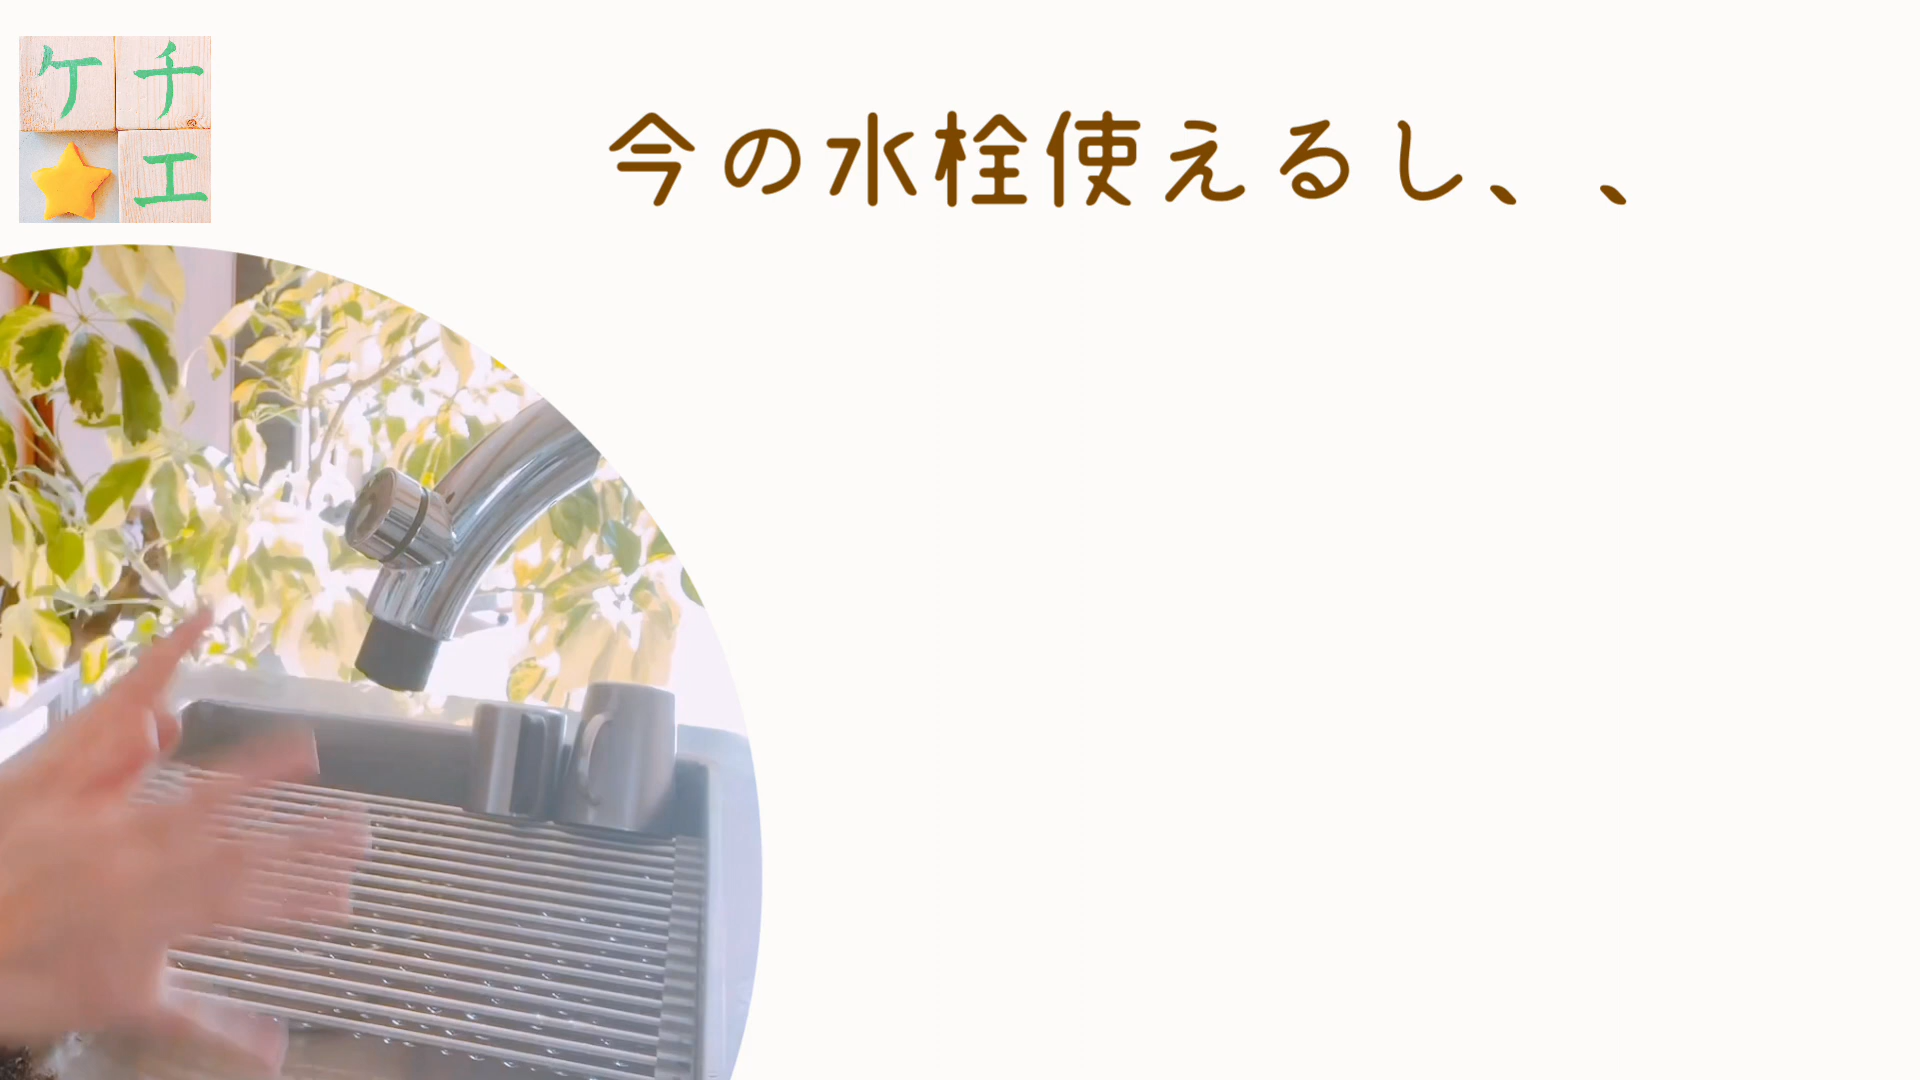 ケチ
エ
今の水栓使えるし、、